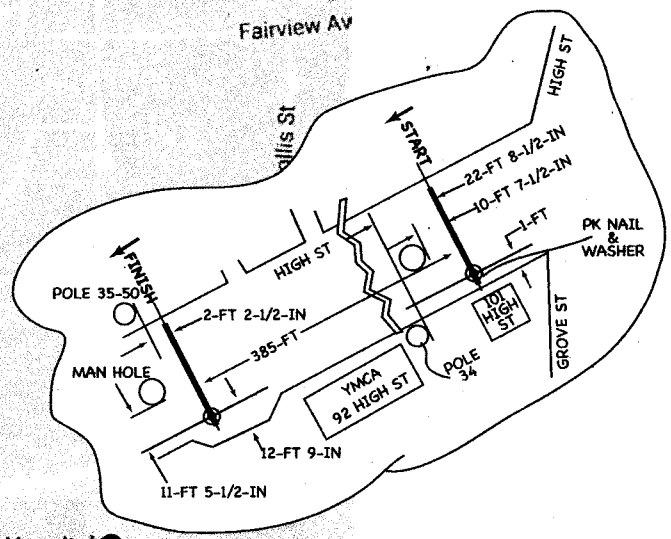 Fairview Av
HIGH ST
START
22-FT 8-1/2-IN
10-FT 7-1/2-IN
1-FT
PK NAIL
&
WASHER
HIGH ST
101
HIGH
ST
GROVE ST
FINISH
POLE 35-50
2-FT 2-1/2-IN
385-FT
MAN HOLE
POLE
34
YMCA
92 HIGH ST
12-FT 9-IN
11-FT 5-1/2-IN